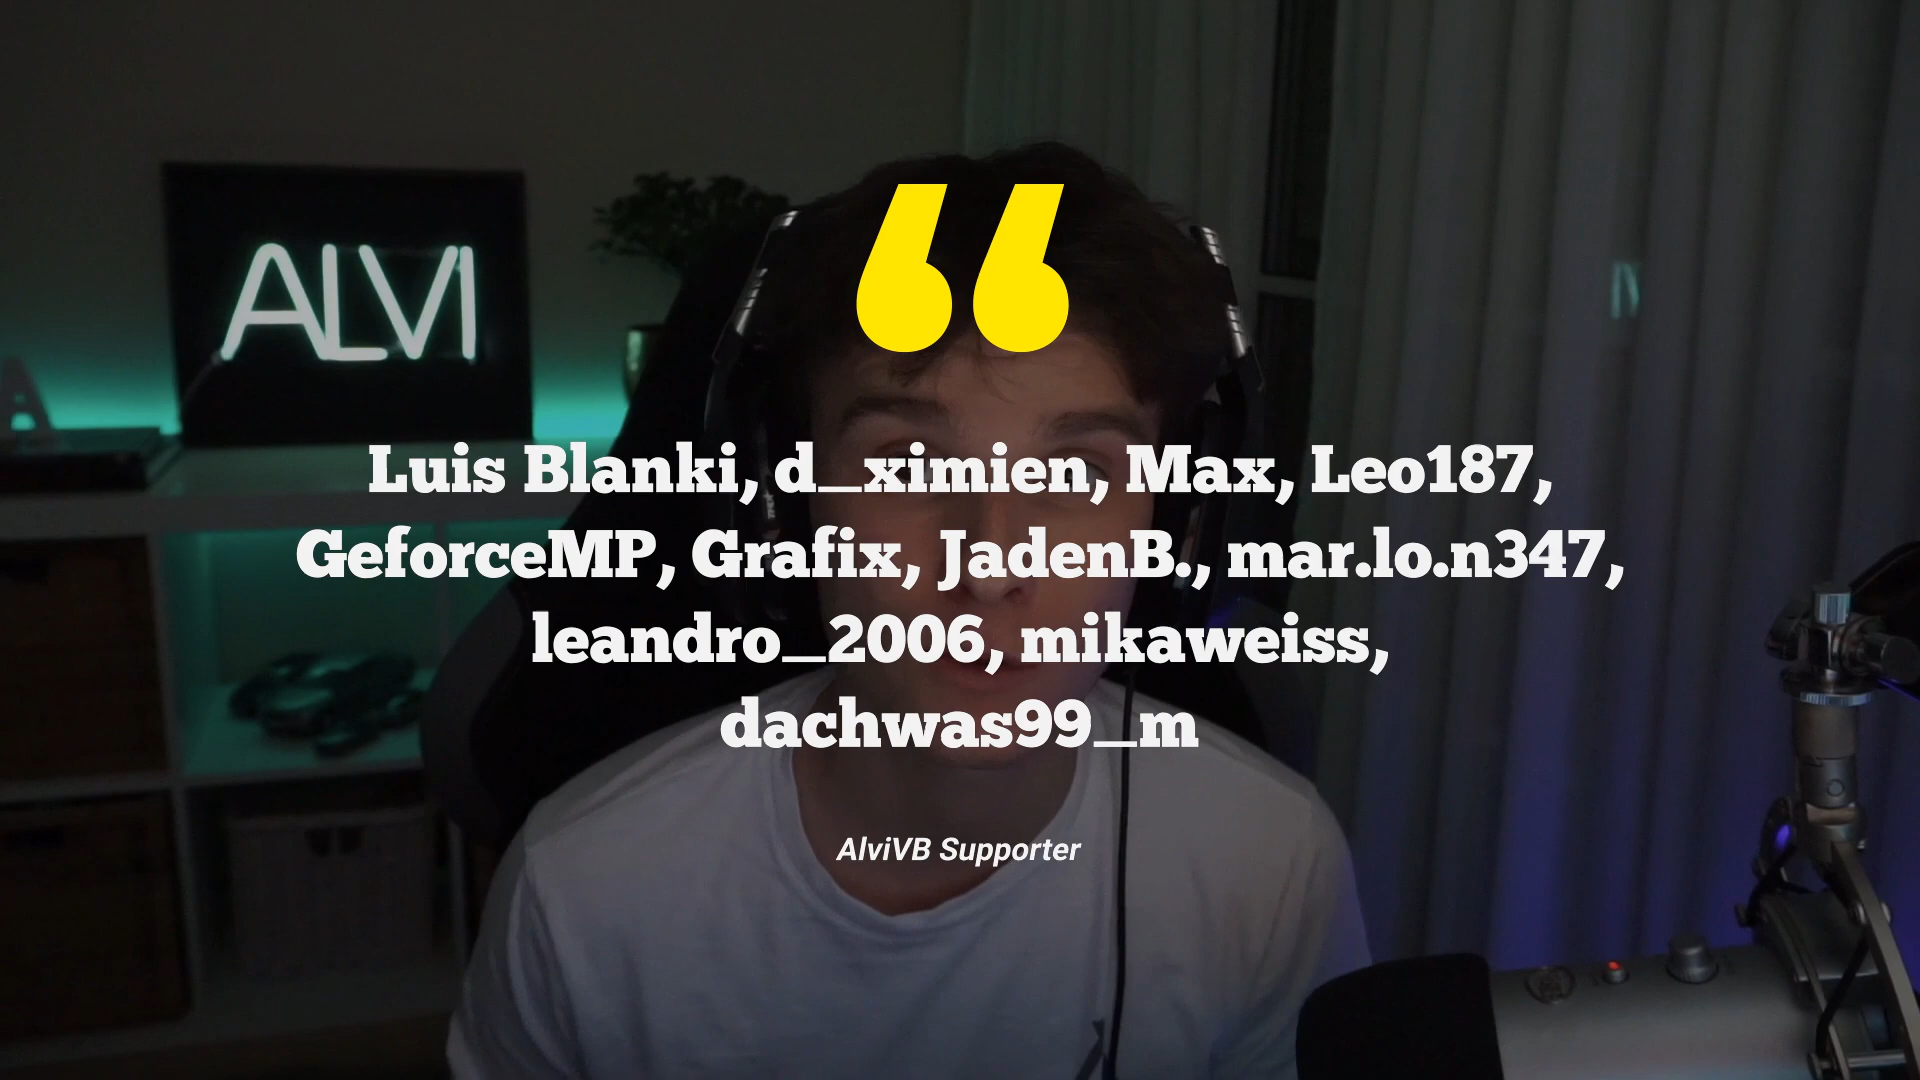 ALVI
A
“
Luis Blanki, d_ximien, Max, Leo187,
GeforceMP, Grafix, JadenB., mar.lo.n347,
leandro_2006, mikaweiss,
dachwas99_m
AlviVB Supporter